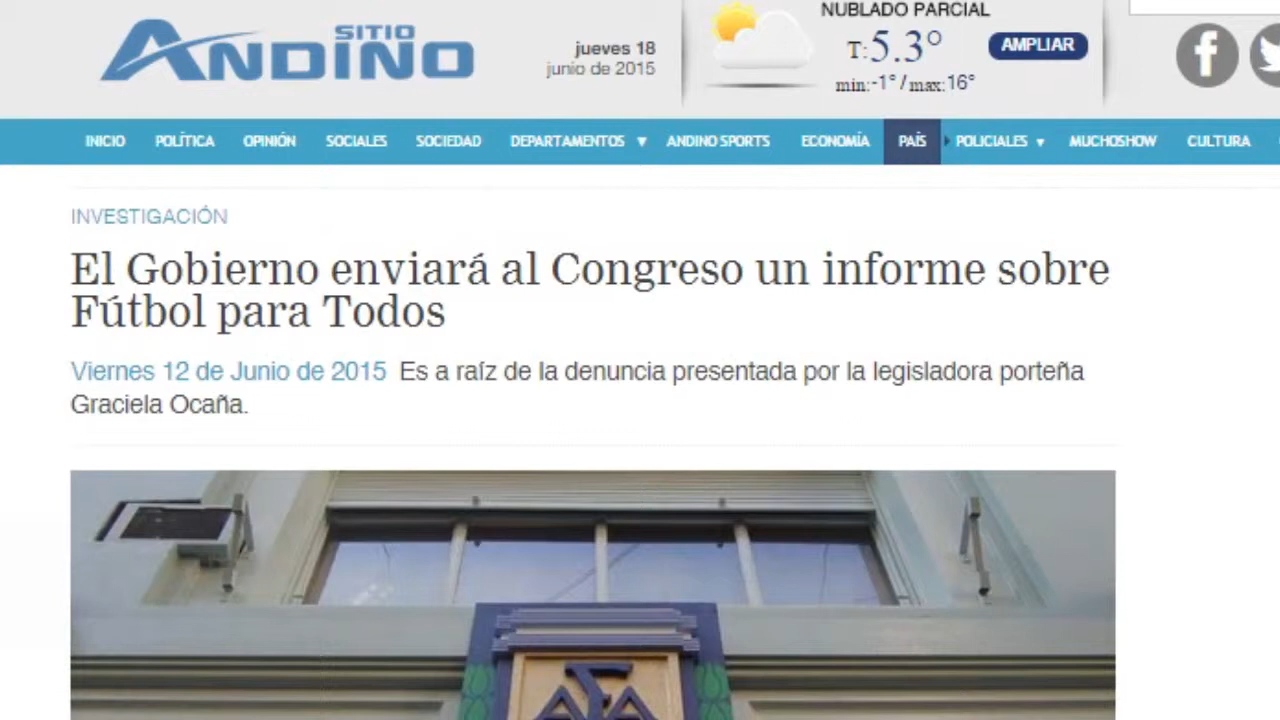 SITIO
ANDINO
jueves 18
junio de 2015
NUBLADO PARCIAL
T:5.3°
min:-1°/max:16°
AMPLIAR
f
INICIO POLÍTICA OPINIÓN SOCIALES SOCIEDAD DEPARTAMENTOS ▼ ANDINO SPORTS ECONOMÍA PAÍS POLICIALES ▼ MUCHOSHOW CULTURA
INVESTIGACIÓN
El Gobierno enviará al Congreso un informe sobre
Fútbol para Todos
Viernes 12 de Junio de 2015 Es a raíz de la denuncia presentada por la legisladora porteña
Graciela Ocaña.
AFA